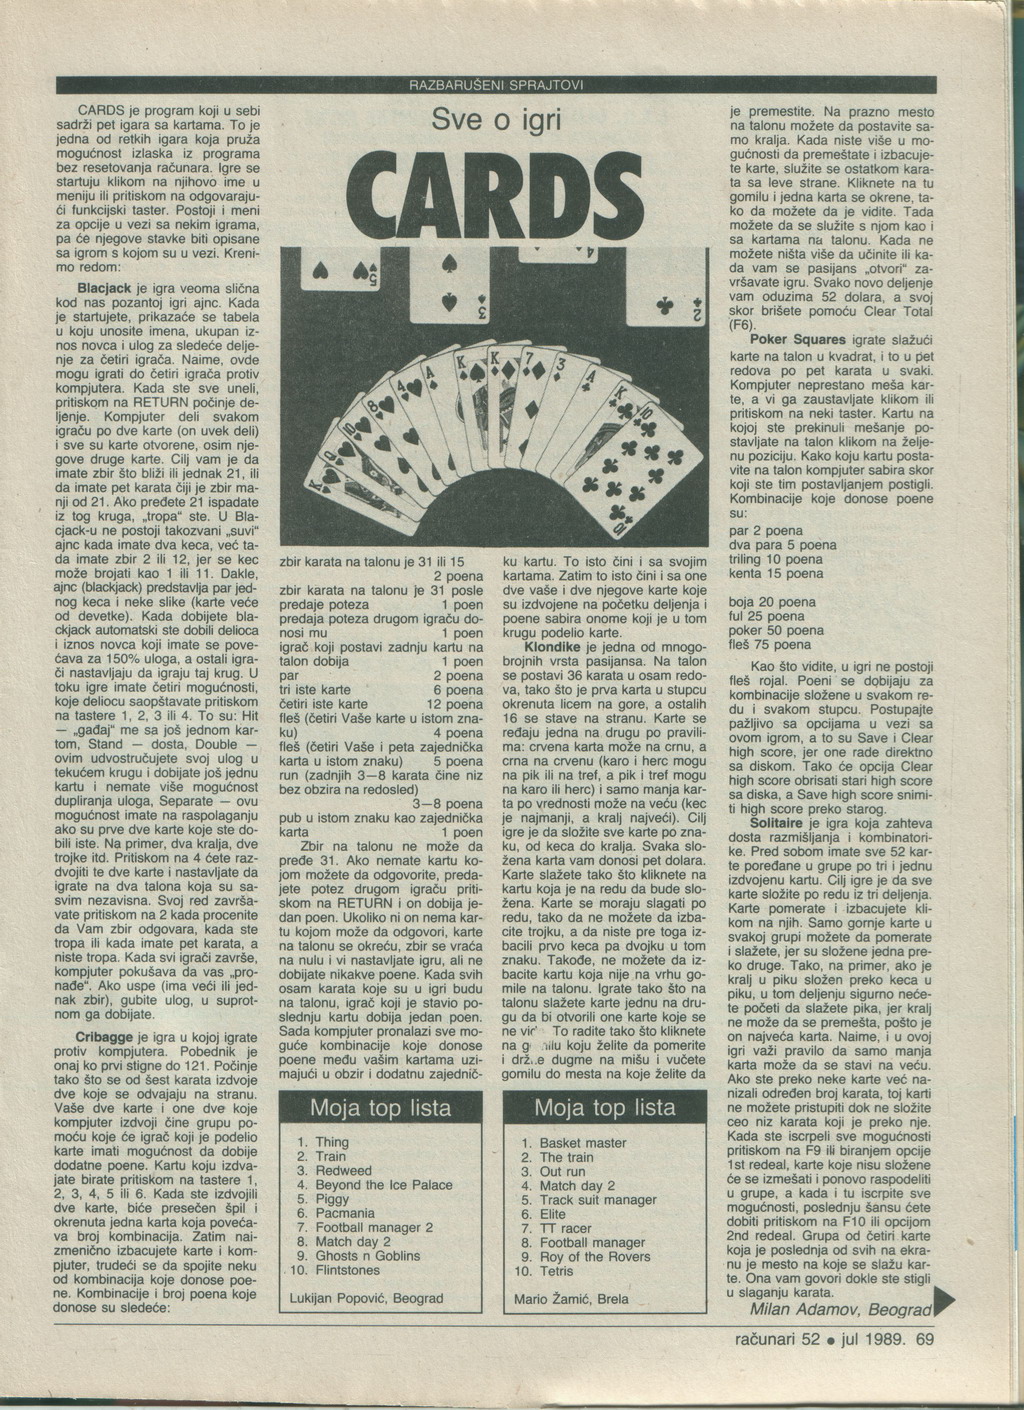 RAZBARUŠENI SPRAJTOVI
Sve o igri
CARDS
CARDS je program koji u sebi
sadrži pet igara sa kartama. To je
jedna od retkih igara koja pruža
mogućnost izlaska iz programa
bez resetovanja računara. Igre se
startuju klikom na njihovo ime u
meniju ili pritiskom na odgovaraju-
ći funkcijski taster. Postoji i meni
za opcije u vezi sa nekim igrama,
pa će njegove stavke biti opisane
sa igrom s kojom su u vezi. Kreni-
mo redom:
Blacjack je igra veoma slična
kod nas pozantoj igri ajnc. Kada
je startujete, prikazaće se tabela
u koju unosite imena, ukupan iz-
nos novca i ulog za sledeće delje-
nje za četiri igrača. Naime, ovde
mogu igrati do četiri igrača protiv
kompjutera. Kada ste sve uneli,
pritiskom na RETURN počinje de-
ljenje. Kompjuter deli svakom
igraču po dve karte (on uvek deli)
i sve su karte otvorene, osim nje-
gove druge karte. Cilj vam je da
imate zbir što bliži ili jednak 21, ili
da imate pet karata čiji je zbir ma-
nji od 21. Ako pređete 21 ispadate
iz tog kruga, „tropa“ ste. U Bla-
cjack-u ne postoji takozvani „suvi“
ajnc kada imate dva keca, već ta-
da imate zbir 2 ili 12, jer se kec
može brojati kao 1 ili 11. Dakle,
ajnc (blackjack) predstavlja par jed-
nog keca i neke slike (karte veće
od devetke). Kada dobijete bla-
ckjack automatski ste dobili delioca
i iznos novca koji imate se pove-
ćava za 150% uloga, a ostali igra-
či nastavljaju da igraju taj krug. U
toku igre imate četiri mogućnosti,
koje deliocu saopštavate pritiskom
na tastere 1, 2, 3 ili 4. To su: Hit
— „gađaj“ me sa još jednom kar-
tom, Stand — dosta, Double —
ovim udvostručujete svoj ulog u
tekućem krugu i dobijate još jednu
kartu i nemate više mogućnost
dupliranja uloga, Separate — ovu
mogućnost imate na raspolaganju
ako su prve dve karte koje ste do-
bili iste. Na primer, dva kralja, dve
trojke itd. Pritiskom na 4 ćete raz-
dvojiti te dve karte i nastavljate da
igrate na dva talona koja su sa-
svim nezavisna. Svoj red završa-
vate pritiskom na 2 kada procenite
da Vam zbir odgovara, kada ste
tropa ili kada imate pet karata, a
niste tropa. Kada svi igrači završe,
kompjuter pokušava da vas „pro-
nađe“. Ako uspe (ima veći ili jed-
nak zbir), gubite ulog, u suprot-
nom ga dobijate.
Cribagge je igra u kojoj igrate
protiv kompjutera. Pobednik je
onaj ko prvi stigne do 121. Počinje
tako što se od šest karata izdvoje
dve koje se odvajaju na stranu.
Vaše dve karte i one dve koje
kompjuter izdvoji čine grupu po-
moću koje će igrač koji je podelio
karte imati mogućnost da dobije
dodatne poene. Kartu koju izdva-
jate birate pritiskom na tastere 1,
2, 3, 4, 5 ili 6. Kada ste izdvojili
dve karte, biće presečen špil i
okrenuta jedna karta koja poveća-
va broj kombinacija. Zatim nai-
zmenično izbacujete karte i kom-
pjuter, trudeći se da spojite neku
od kombinacija koje donose poe-
ne. Kombinacije i broj poena koje
donose su sledeće:
zbir karata na talonu je 31 ili 15
2 poena
zbir karata na talonu je 31 posle
predaje poteza 1 poen
predaja poteza drugom igraču do-
nosi mu 1 poen
igrač koji postavi zadnju kartu na
talon dobija 1 poen
par 2 poena
tri iste karte 6 poena
četiri iste karte 12 poena
fleš (četiri Vaše karte u istom zna-
ku) 4 poena
fleš (četiri Vaše i peta zajednička
karta u istom znaku) 5 poena
run (zadnjih 3—8 karata čine niz
bez obzira na redosled)
3—8 poena
pub u istom znaku kao zajednička
karta 1 poen
Zbir na talonu ne može da
pređe 31. Ako nemate kartu ko-
jom možete da odgovorite, preda-
jete potez drugom igraču priti-
skom na RETURN i on dobija je-
dan poen. Ukoliko ni on nema kar-
tu kojom može da odgovori, karte
na talonu se okreću, zbir se vraća
na nulu i vi nastavljate igru, ali ne
dobijate nikakve poene. Kada svih
osam karata koje su u igri budu
na talonu, igrač koji je stavio po-
slednju kartu dobija jedan poen.
Sada kompjuter pronalazi sve mo-
guće kombinacije koje donose
poene među vašim kartama uzi-
majući u obzir i dodatnu zajednič-
ku kartu. To isto čini i sa svojim
kartama. Zatim to isto čini i sa one
dve vaše i dve njegove karte koje
su izdvojene na početku deljenja i
poene sabira onome koji je u tom
krugu podelio karte.
Klondike je jedna od mnogo-
brojnih vrsta pasijansa. Na talon
se postavi 36 karata u osam redo-
va, tako što je prva karta u stupcu
okrenuta licem na gore, a ostalih
16 se stave na stranu. Karte se
ređaju jedna na drugu po pravili-
ma: crvena karta može na crnu, a
crna na crvenu (karo i herc mogu
na pik ili na tref, a pik i tref mogu
na karo ili herc) i samo manja kar-
ta po vrednosti može na veću (kec
je najmanji, a kralj najveći). Cilj
igre je da složite sve karte po zna-
ku, od keca do kralja. Svaka slo-
žena karta vam donosi pet dolara.
Karte slažete tako što kliknete na
kartu koja je na redu da bude slo-
žena. Karte se moraju slagati po
redu, tako da ne možete da izba-
cite trojku, a da niste pre toga iz-
bacili prvo keca pa dvojku u tom
znaku. Takođe, ne možete da iz-
bacite kartu koja nije na vrhu go-
mile na talonu. Igrate tako što na
talonu slažete karte jednu na dru-
gu da bi otvorili one karte koje se
ne To radite tako što kliknete
na koju želite da pomerite
i dugme na mišu i vučete
gomilu do mesta na koje želite da
je premestite. Na prazno mesto
na talonu možete da postavite sa-
mo kralja. Kada niste više u mo-
gućnosti da premeštate i izbacuje-
te karte, služite se ostatkom kara-
ta sa leve strane. Kliknete na tu
gomilu i jedna karta se okrene, ta-
ko da možete da je vidite. Tada
možete da se služite s njom kao i
sa kartama na talonu. Kada ne
možete ništa više da učinite ili ka-
da vam se pasijans „otvori“ za-
vršavate igru. Svako novo deljenje
vam oduzima 52 dolara, a svoj
skor brišete pomoću Clear Total
(F6).
Poker Squares igrate slažući
karte na talon u kvadrat, i to u pet
redova po pet karata u svaki.
Kompjuter neprestano meša kar-
te, a vi ga zaustavljate klikom ili
pritiskom na neki taster. Kartu na
kojoj ste prekinuli mešanje po-
stavljate na talon klikom na želje-
nu poziciju. Kako koju kartu posta-
vite na talon kompjuter sabira skor
koji ste tim postavljanjem postigli.
Kombinacije koje donose poene
su:
par 2 poena
dva para 5 poena
triling 10 poena
kenta 15 poena
boja 20 poena
ful 25 poena
poker 50 poena
fleš 75 poena
Kao što vidite, u igri ne postoji
fleš rojal. Poeni se dobijaju za
kombinacije složene u svakom re-
du i svakom stupcu. Postupajte
pažljivo sa opcijama u vezi sa
ovom igrom, a to su Save i Clear
high score, jer one rade direktno
sa diskom. Tako će opcija Clear
high score obrisati stari high score
sa diska, a Save high score snimi-
ti high score preko starog.
Solitaire je igra koja zahteva
dosta razmišljanja i kombinatori-
ke. Pred sobom imate sve 52 kar-
te poređane u grupe po tri i jednu
izdvojenu kartu. Cilj igre je da sve
karte složite po redu iz tri deljenja.
Karte pomerate i izbacujete kli-
kom na njih. Samo gornje karte u
svakoj grupi možete da pomerate
i slažete, jer su složene jedna pre-
ko druge. Tako, na primer, ako je
kralj u piku složen preko keca u
piku, u tom deljenju sigurno neće-
te početi da slažete pika, jer kralj
ne može da se premešta, pošto je
on najveća karta. Naime, i u ovoj
igri važi pravilo da samo manja
karta može da se stavi na veću.
Ako ste preko neke karte već na-
nizali određen broj karata, toj karti
ne možete pristupiti dok ne složite
ceo niz karata koji je preko nje.
Kada ste iscrpeli sve mogućnosti
pritiskom na F9 ili biranjem opcije
1st redeal, karte koje nisu složene
će se izmešati i ponovo raspodeliti
u grupe, a kada i tu iscrpite sve
mogućnosti, poslednju šansu ćete
dobiti pritiskom na F10 ili opcijom
2nd redeal. Grupa od četiri karte
koja je poslednja od svih na ekra-
nu je mesto na koje se slažu kar-
te. Ona vam govori dokle ste stigli
u slaganju karata.
Milan Adamov, Beograd
Moja top lista
1. Thing
2. Train
3. Redweed
4. Beyond the Ice Palace
5. Piggy
6. Pacmania
7. Football manager 2
8. Match day 2
9. Ghosts n Goblins
10. Flintstones
Lukijan Popović, Beograd
Moja top lista
1. Basket master
2. The train
3. Out run
4. Match day 2
5. Track suit manager
6. Elite
7. TT racer
8. Football manager
9. Roy of the Rovers
10. Tetris
Mario Žamić, Brela
računari 52 • jul 1989. 69